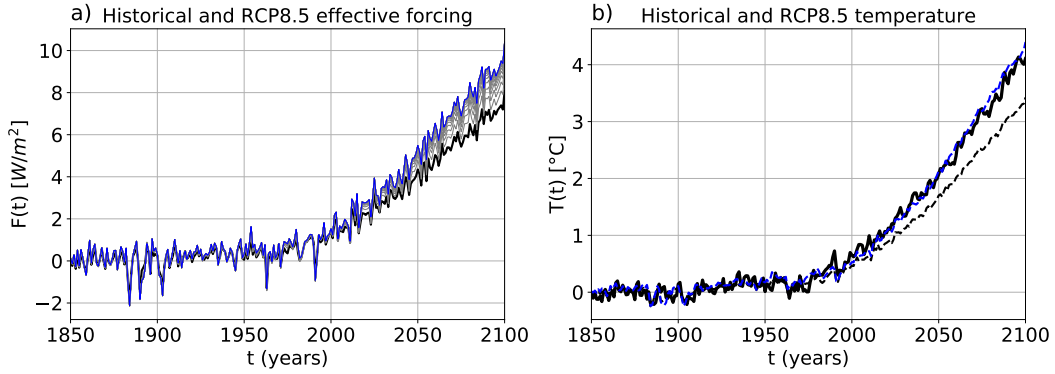 a) Historical and RCP8.5 effective forcing
F(t) [W/m²]
10
8
6
4
2
0
−2
1850 1900 1950 2000 2050 2100
t (years)
b) Historical and RCP8.5 temperature
T(t) [°C]
4
3
2
1
0
1850 1900 1950 2000 2050 2100
t (years)